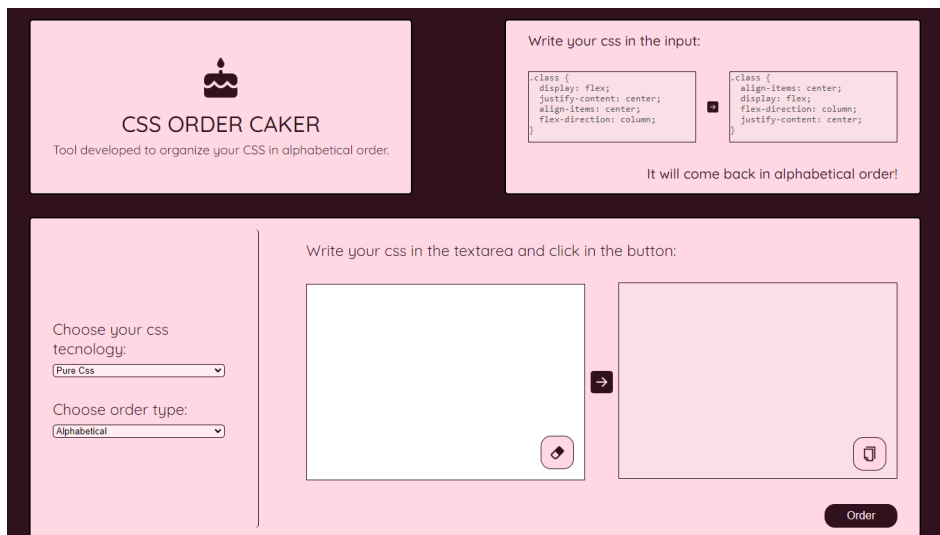 CSS ORDER CAKER
Tool developed to organize your CSS in alphabetical order.
Write your css in the input:
.class {
  display: flex;
  justify-content: center;
  align-items: center;
  flex-direction: column;
}
.class {
  align-items: center;
  display: flex;
  flex-direction: column;
  justify-content: center;
}
It will come back in alphabetical order!
Choose your css
tecnology:
Pure Css
Choose order type:
Alphabetical
Write your css in the textarea and click in the button:
Order